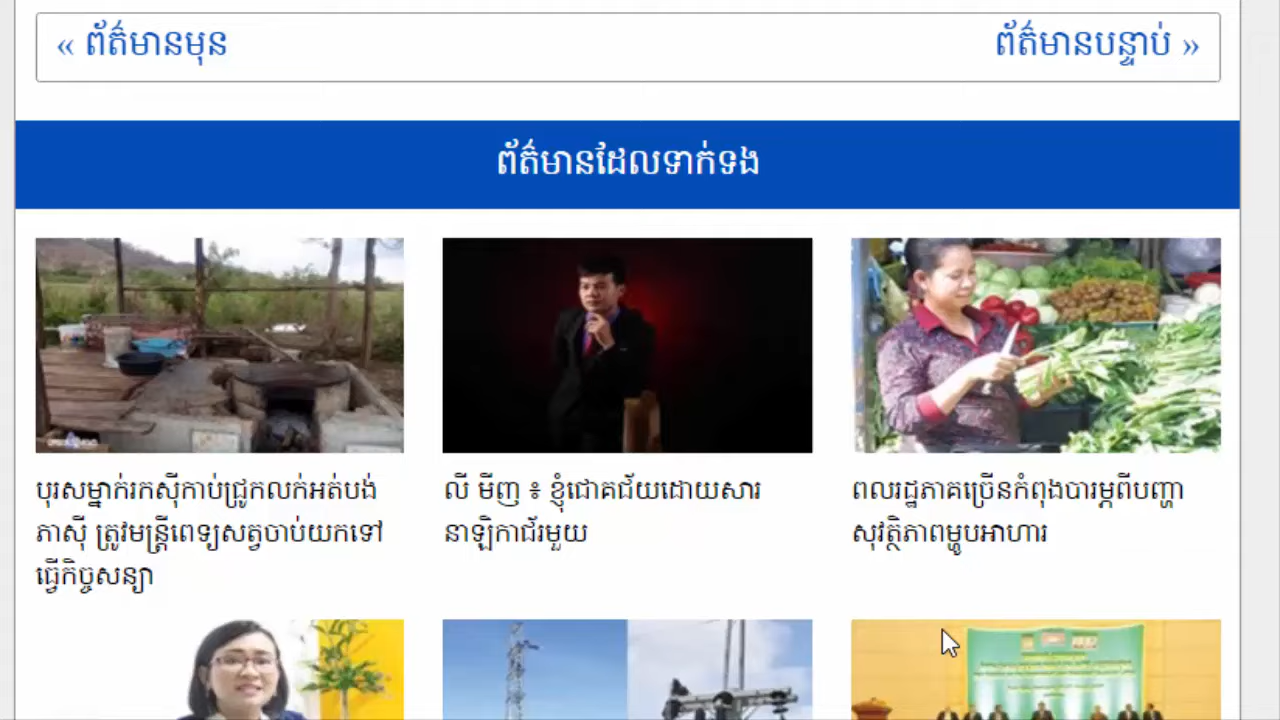 « ព័ត៌មានមុន
ព័ត៌មានបន្ទាប់ »
ព័ត៌មានដែលទាក់ទង
បុរសម្នាក់រកស៊ីកាប់ជ្រូកលក់អត់បង់
ភាស៊ី ត្រូវមន្ត្រីពេទ្យសត្វចាប់យកទៅ
ធ្វើកិច្ចសន្យា
លី មីញ ៖ ខ្ញុំជោគជ័យដោយសារ
នាឡិកាជ័រមួយ
ពលរដ្ឋភាគច្រើនកំពុងបារម្ភពីបញ្ហា
សុវត្ថិភាពម្ហូបអាហារ